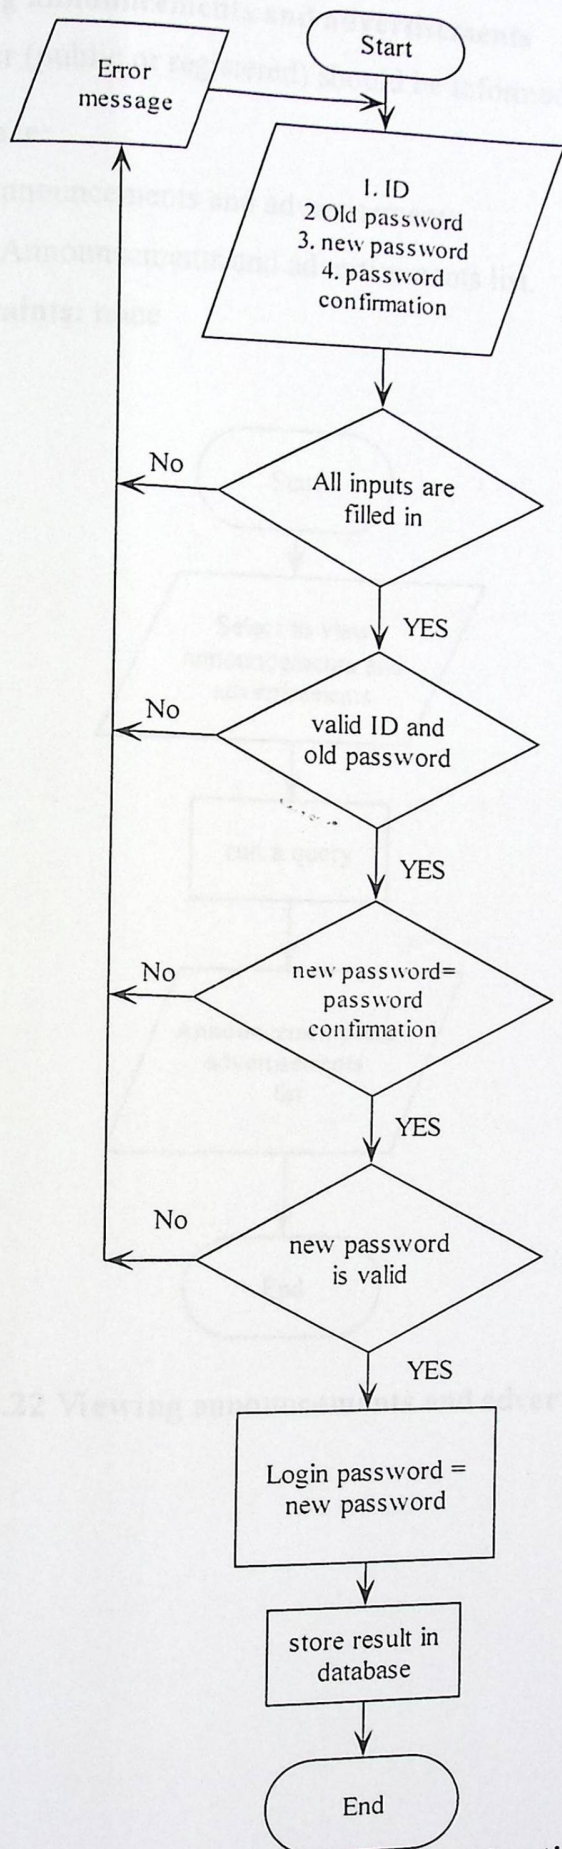 Start
Error
message
1. ID
2 Old password
3. new password
4. password
confirmation
All inputs are
filled in
No
YES
valid ID and
old password
No
YES
new password=
password
confirmation
No
YES
new password
is valid
No
YES
Login password =
new password
store result in
database
End